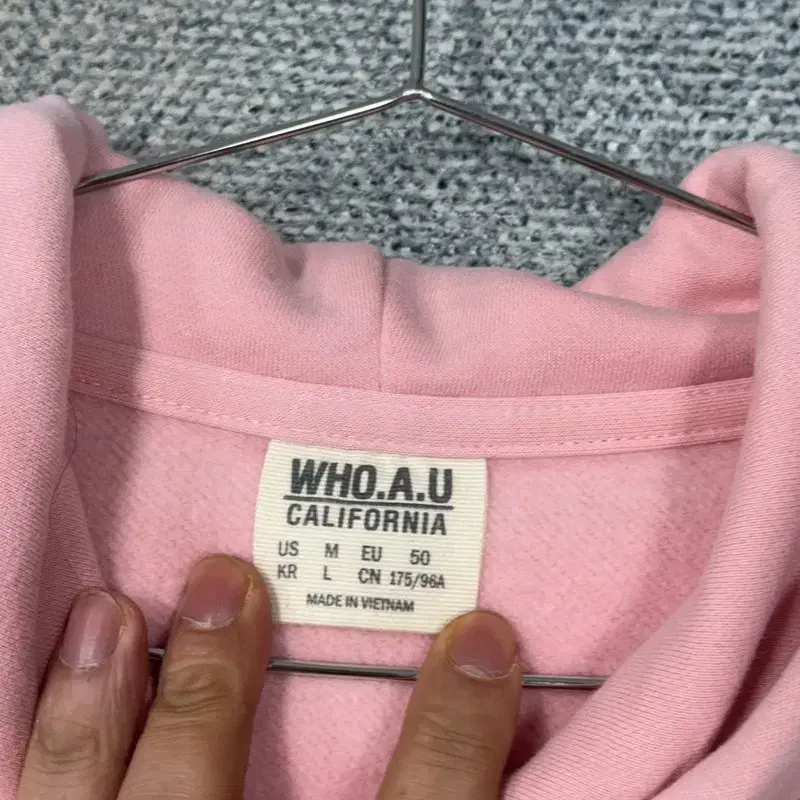 WHO.A.U
CALIFORNIA
US M EU 50
KR L CN 175/96A
MADE IN VIETNAM